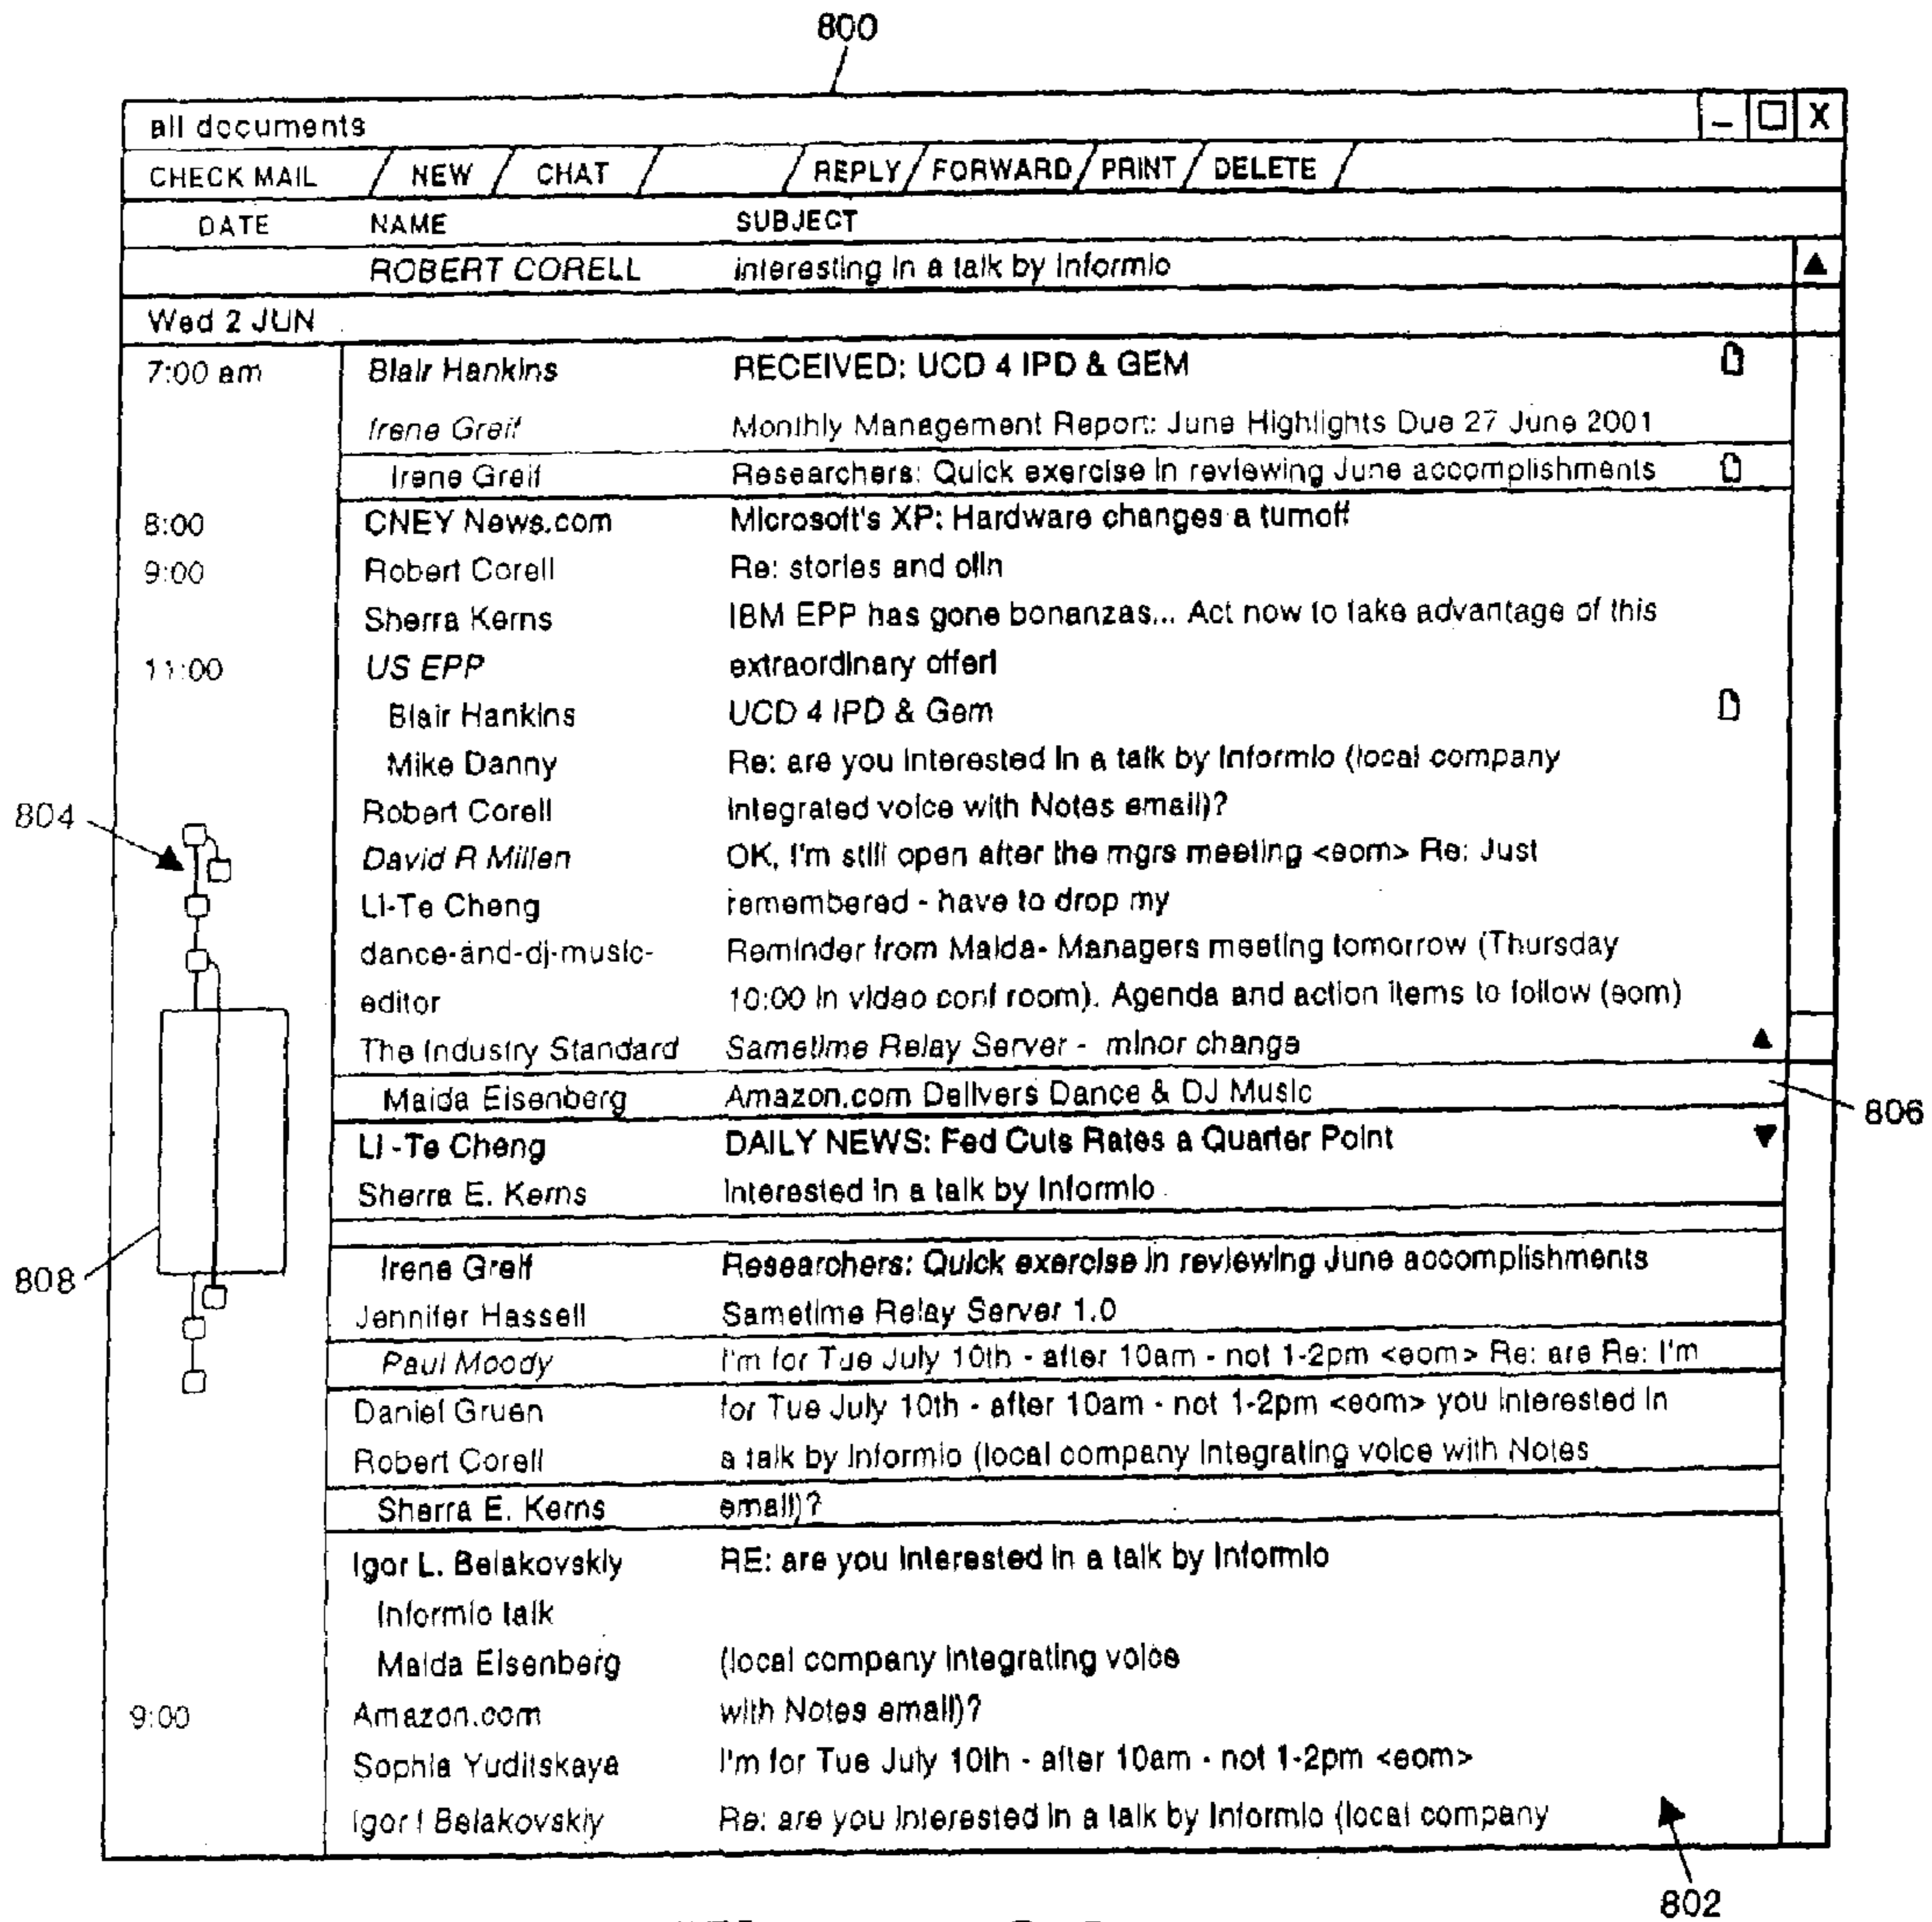 800
all documents
CHECK MAIL / NEW / CHAT / / REPLY / FORWARD / PRINT / DELETE /
DATE NAME SUBJECT
ROBERT CORELL interesting in a talk by Informio
Wed 2 JUN
7:00 am Blair Hankins RECEIVED: UCD 4 IPD & GEM
Irene Greif Monthly Management Report: June Highlights Due 27 June 2001
Irene Greif Researchers: Quick exercise in reviewing June accomplishments
8:00 CNEY News.com Microsoft's XP: Hardware changes a turnoff
9:00 Robert Corell Re: stories and olin
Sherra Kerns IBM EPP has gone bonanzas... Act now to take advantage of this
11:00 US EPP extraordinary offer!
Blair Hankins UCD 4 IPD & Gem
Mike Danny Re: are you interested in a talk by Informio (local company
804 Robert Corell integrated voice with Notes email)?
David R Millen OK, I'm still open after the mgrs meeting <eom> Re: Just
Li-Te Cheng remembered - have to drop my
dance-and-dj-music- Reminder from Maida- Managers meeting tomorrow (Thursday
editor 10:00 in video conf room). Agenda and action items to follow (eom)
The Industry Standard Sametime Relay Server - minor change
Maida Eisenberg Amazon.com Delivers Dance & DJ Music
806
Li -Te Cheng DAILY NEWS: Fed Cuts Rates a Quarter Point
Sherra E. Kerns Interested in a talk by Informio
808 Irene Greif Researchers: Quick exercise in reviewing June accomplishments
Jennifer Hassell Sametime Relay Server 1.0
Paul Moody I'm for Tue July 10th - after 10am - not 1-2pm <eom> Re: are Re: I'm
Daniel Gruen for Tue July 10th - after 10am - not 1-2pm <eom> you interested in
Robert Corell a talk by Informio (local company integrating voice with Notes
Sherra E. Kerns email)?
Igor L. Belakovskiy RE: are you interested in a talk by Informio
Informio talk
Maida Eisenberg (local company integrating voice
9:00 Amazon.com with Notes email)?
Sophia Yuditskaya I'm for Tue July 10th - after 10am - not 1-2pm <eom>
Igor I Belakovskiy Re: are you interested in a talk by Informio (local company
802